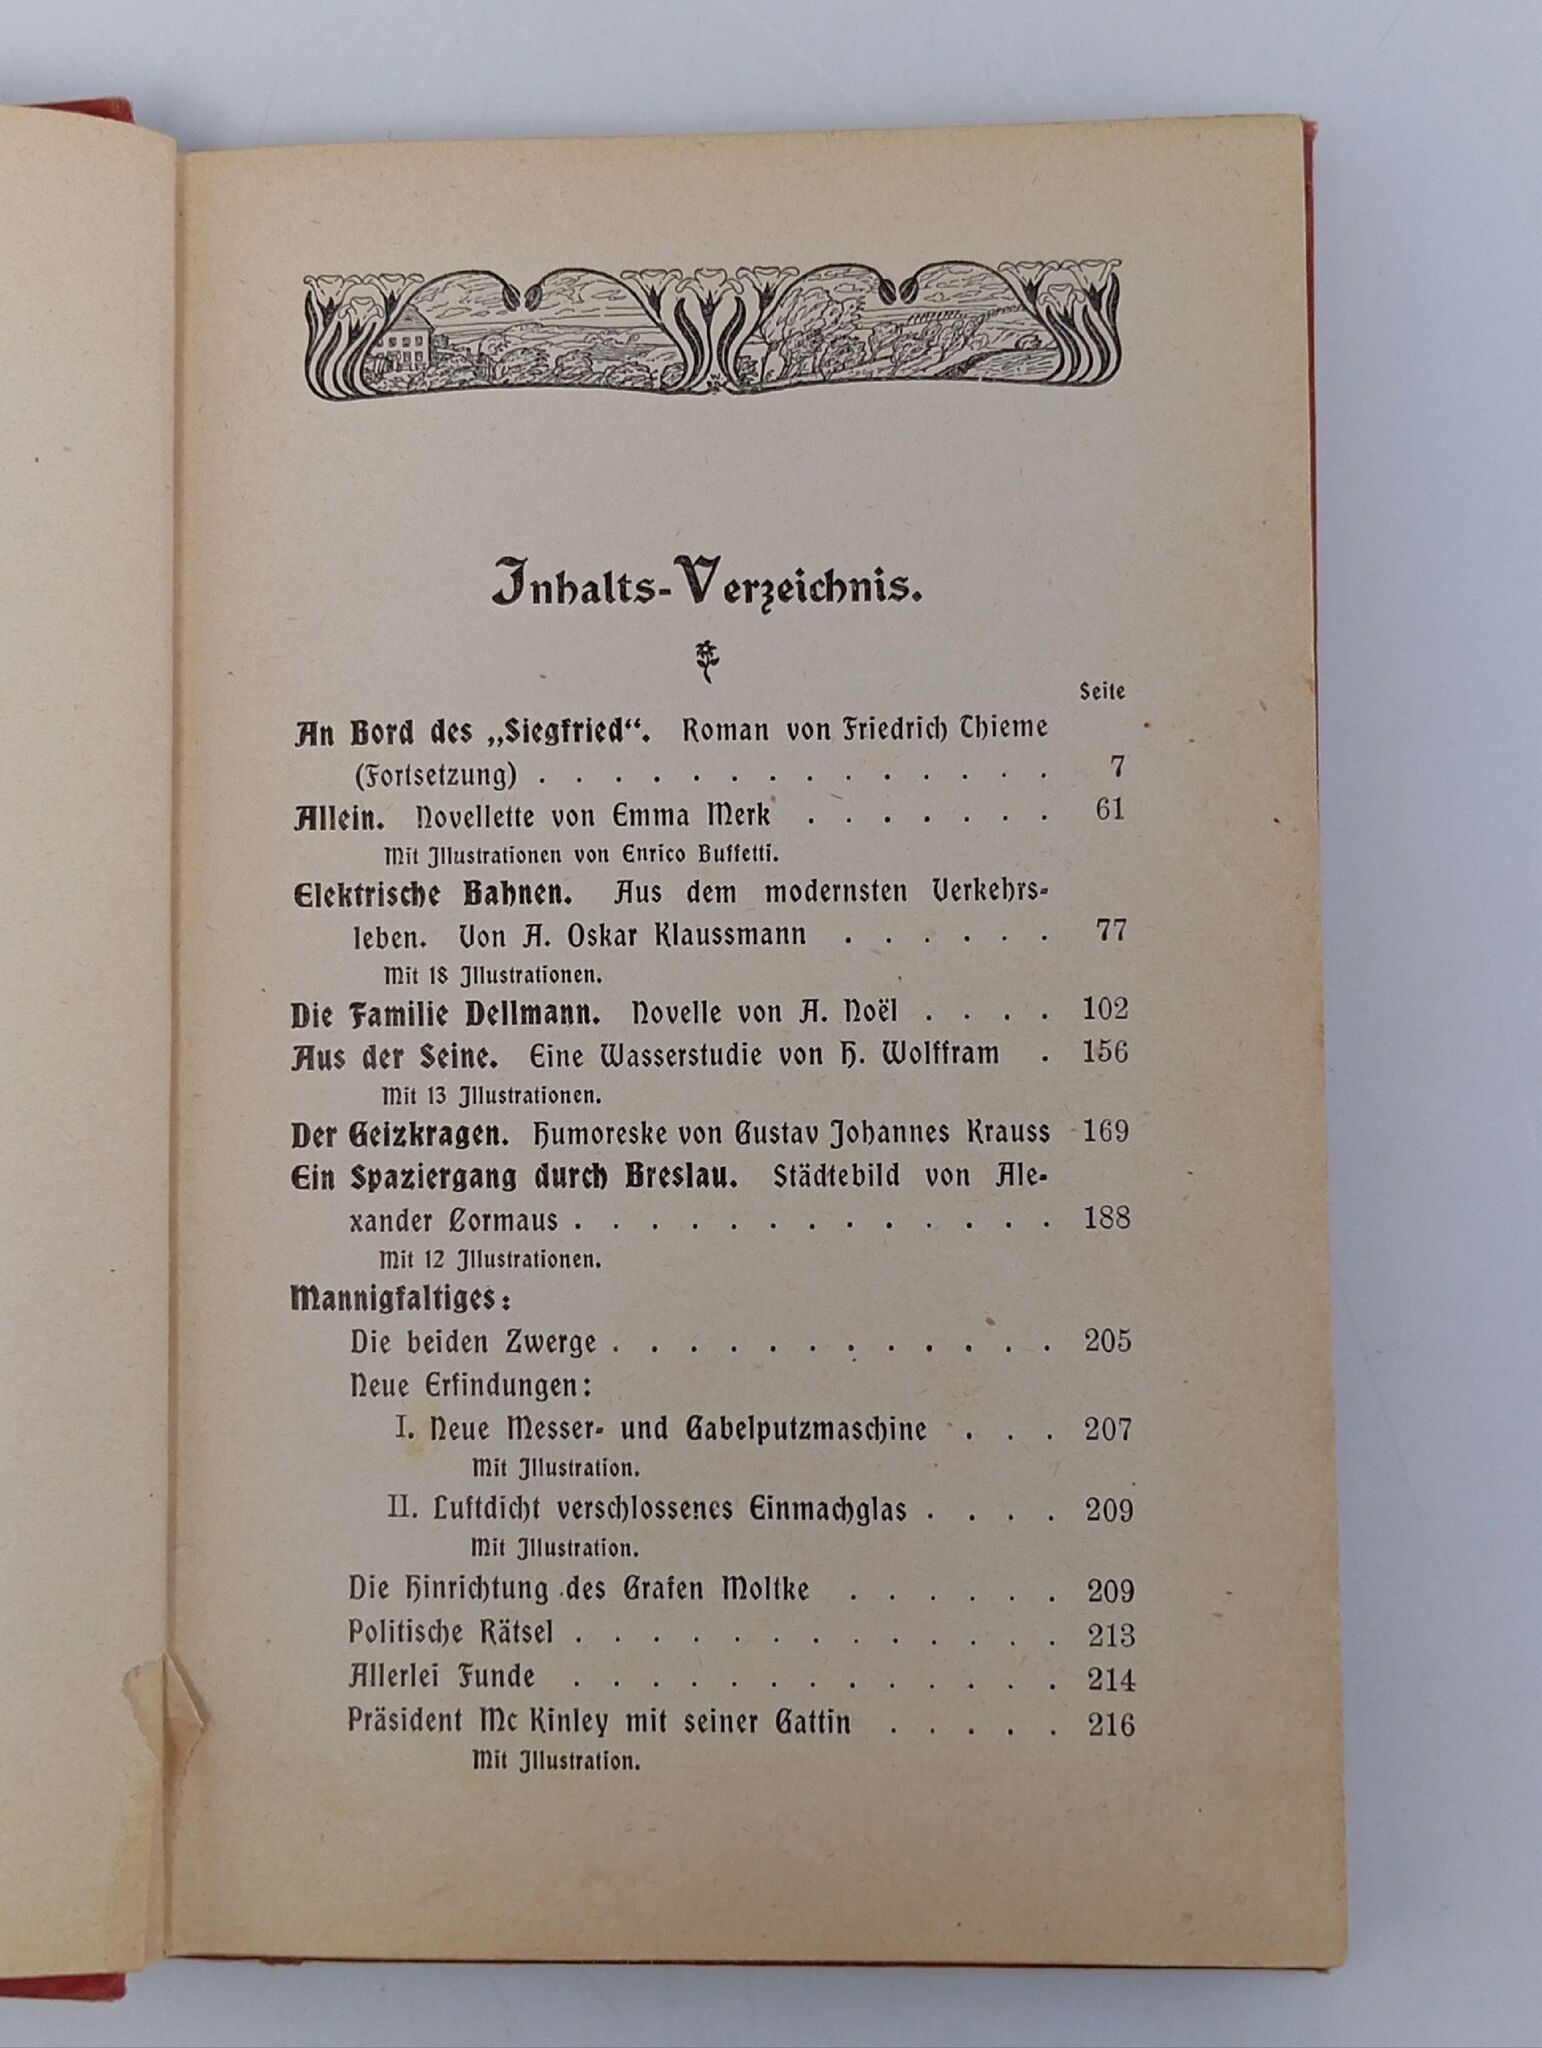 Inhalts-Verzeichnis.
Seite
An Bord des „Siegfried“. Roman von Friedrich Thieme
(Fortsetzung) . . . . . . . . . . . . . . 7
Allein. Novellette von Emma Merk . . . . . . . 61
Mit Illustrationen von Enrico Buffetti.
Elektrische Bahnen. Aus dem modernsten Verkehrs-
leben. Von A. Oskar Klaussmann . . . . . . 77
Mit 18 Illustrationen.
Die Familie Dellmann. Novelle von A. Noël . . . . 102
Aus der Seine. Eine Wasserstudie von H. Wolffram . 156
Mit 13 Illustrationen.
Der Geizkragen. Humoreske von Gustav Johannes Krauss 169
Ein Spaziergang durch Breslau. Städtebild von Ale-
xander Cormaus . . . . . . . . . . . . . 188
Mit 12 Illustrationen.
Mannigfaltiges:
Die beiden Zwerge . . . . . . . . . . . . 205
Neue Erfindungen:
I. Neue Messer- und Gabelputzmaschine . . . 207
Mit Illustration.
II. Luftdicht verschlossenes Einmachglas . . . . 209
Mit Illustration.
Die Hinrichtung des Grafen Moltke . . . . . . 209
Politische Rätsel . . . . . . . . . . . . . 213
Allerlei Funde . . . . . . . . . . . . . 214
Präsident Mc Kinley mit seiner Gattin . . . . . 216
Mit Illustration.